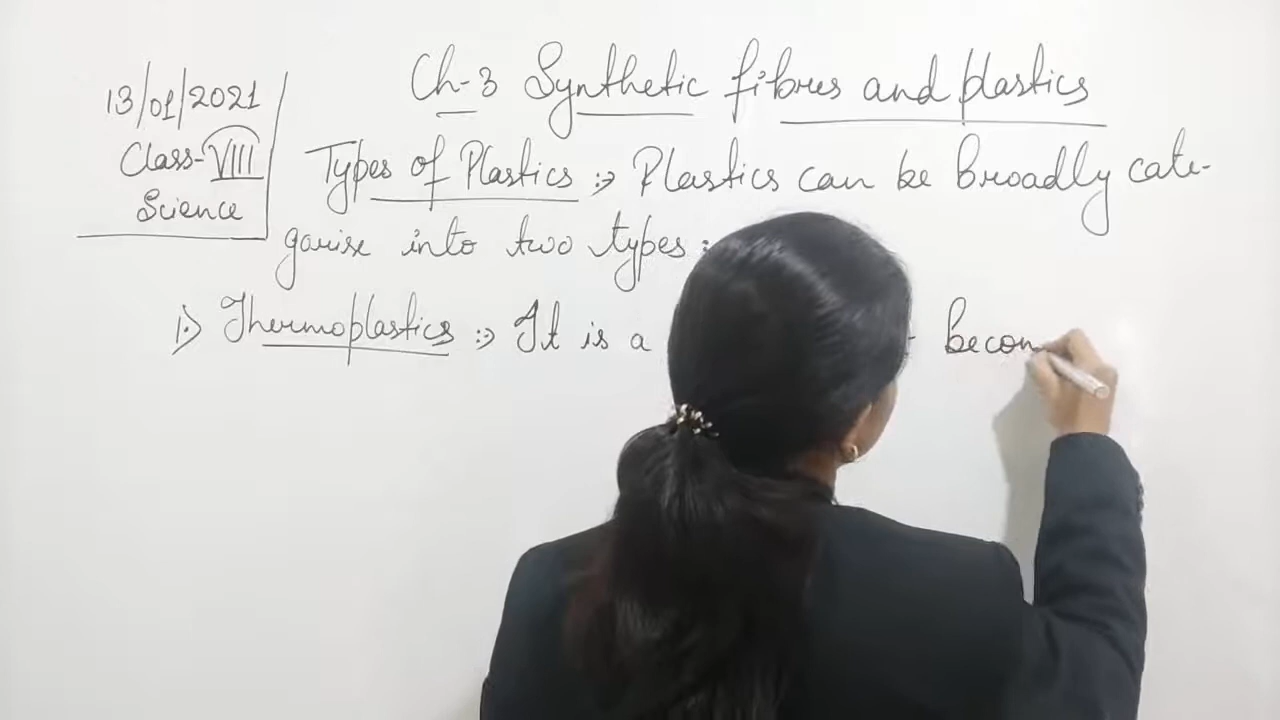 13/01/2021
Class-VIII
Science
Ch-3 Synthetic fibres and plastics
Types of Plastics :→ Plastics can be broadly cate-
gorise into two types :
1.) Thermoplastics :→ It is a becom